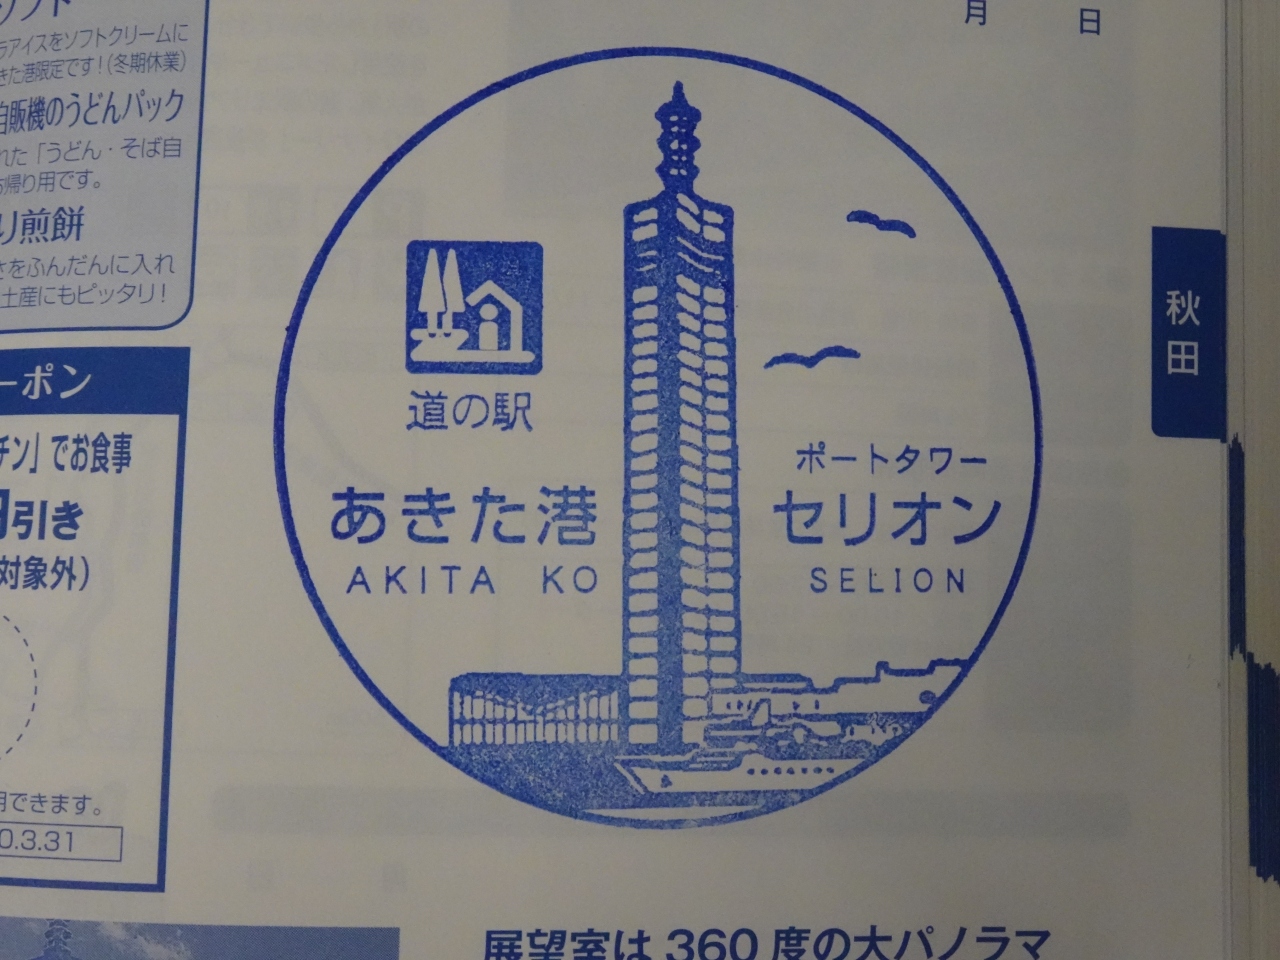 ソフト
ラアイスをソフトクリームに
きた港限定です!(冬期休業)
自販機のうどんパック
れた「うどん・そば自
お帰り用です。
り煎餅
さをふんだんに入れ
土産にもピッタリ!
ーポン
チン」でお食事
円引き
対象外)
用できます。
0.3.31
月 日
道の駅
あきた港
AKITA KO
ポートタワー
セリオン
SELION
秋田
展望室は360度の大パノラマ